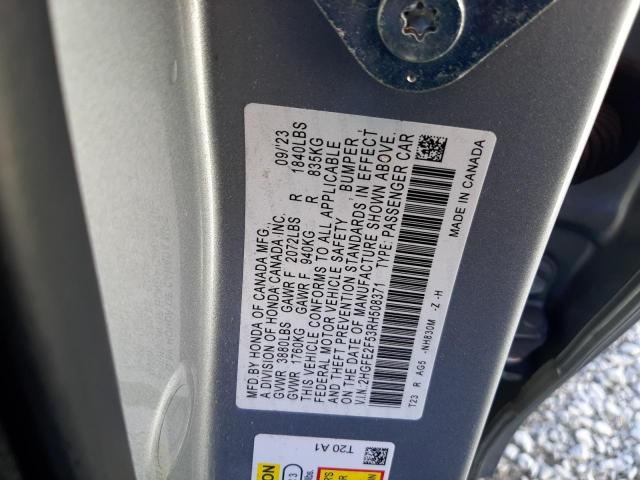 MFD BY HONDA OF CANADA MFG., 09/'23
A DIVISION OF HONDA CANADA INC.
GVWR 3880LBS GAWR F 2072LBS R 1840LBS
GVWR 1760KG GAWR F 940KG R 835KG
THIS VEHICLE CONFORMS TO ALL APPLICABLE
FEDERAL MOTOR VEHICLE SAFETY BUMPER,
AND THEFT PREVENTION STANDARDS IN EFFECT
ON THE DATE OF MANUFACTURE SHOWN ABOVE.
V.I.N.:2HGFE2F53RH508371 TYPE: PASSENGER CAR
T23 R AG5 -NH830M -Z -H
MADE IN CANADA
T20 A1